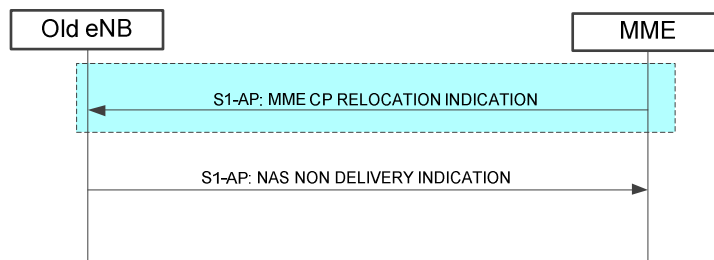 Old eNB
MME
S1-AP: MME CP RELOCATION INDICATION
S1-AP: NAS NON DELIVERY INDICATION